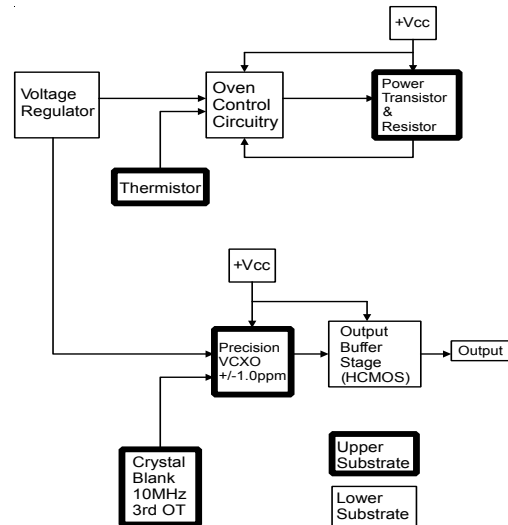 +Vcc
Voltage
Regulator
Oven
Control
Circuitry
Power
Transistor
&
Resistor
Thermistor
+Vcc
Precision
VCXO
+/-1.0ppm
Output
Buffer
Stage
(HCMOS)
Output
Crystal
Blank
10MHz
3rd OT
Upper
Substrate
Lower
Substrate